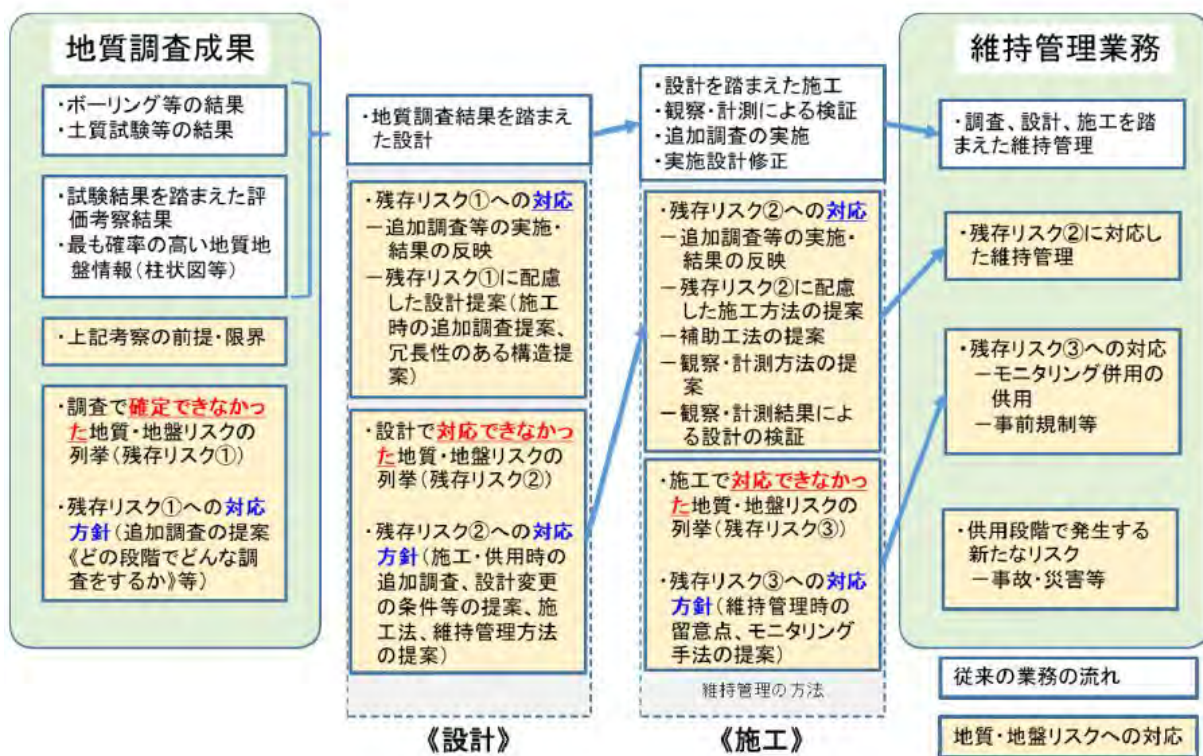 地質調査成果
・ボーリング等の結果
・土質試験等の結果
・試験結果を踏まえた評
価考察結果
・最も確率の高い地質地
盤情報(柱状図等)
・上記考察の前提・限界
・調査で確定できなかっ
た地質・地盤リスクの
列挙(残存リスク①)
・残存リスク①への対応
方針(追加調査の提案
《どの段階でどんな調
査をするか》等)
・地質調査結果を踏まえ
た設計
・残存リスク①への対応
－追加調査等の実施・
結果の反映
－残存リスク①に配慮
した設計提案(施工
時の追加調査提案、
冗長性のある構造提
案)
・設計で対応できなかっ
た地質・地盤リスクの
列挙(残存リスク②)
・残存リスク②への対応
方針(施工・供用時の
追加調査、設計変更
の条件等の提案、施
工法、維持管理方法
の提案)
《設計》
・設計を踏まえた施工
・観察・計測による検証
・追加調査の実施
・実施設計修正
・残存リスク②への対応
－追加調査等の実施・
結果の反映
－残存リスク②に配慮
した施工方法の提案
－補助工法の提案
－観察・計測方法の提
案
－観察・計測結果によ
る設計の検証
・施工で対応できなかっ
た地質・地盤リスクの
列挙(残存リスク③)
・残存リスク③への対応
方針(維持管理時の
留意点、モニタリング
手法の提案)
維持管理の方法
《施工》
維持管理業務
・調査、設計、施工を踏
まえた維持管理
・残存リスク②に対応し
た維持管理
・残存リスク③への対応
－モニタリング併用の
供用
－事前規制等
・供用段階で発生する
新たなリスク
－事故・災害等
従来の業務の流れ
地質・地盤リスクへの対応